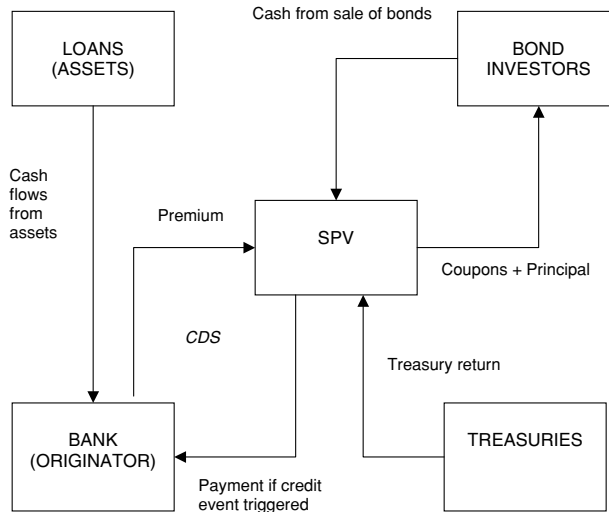 Cash from sale of bonds
LOANS
(ASSETS)
BOND
INVESTORS
Cash
flows
from
assets
Premium
SPV
Coupons + Principal
CDS
Treasury return
BANK
(ORIGINATOR)
TREASURIES
Payment if credit
event triggered